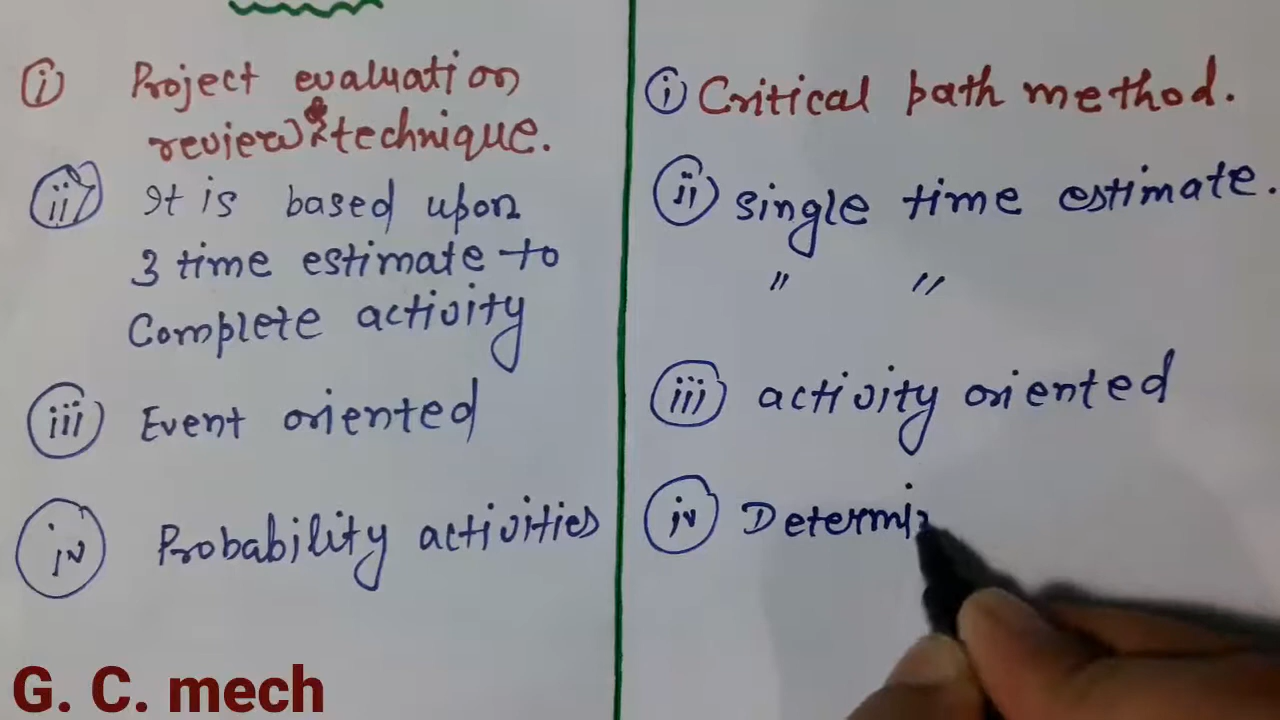 i Project evaluation
review & technique.
ii It is based upon
3 time estimate to
Complete activity
iii Event oriented
iv Probability activities
i Critical path method.
ii single time estimate.
" "
iii activity oriented
iv Determin
G. C. mech